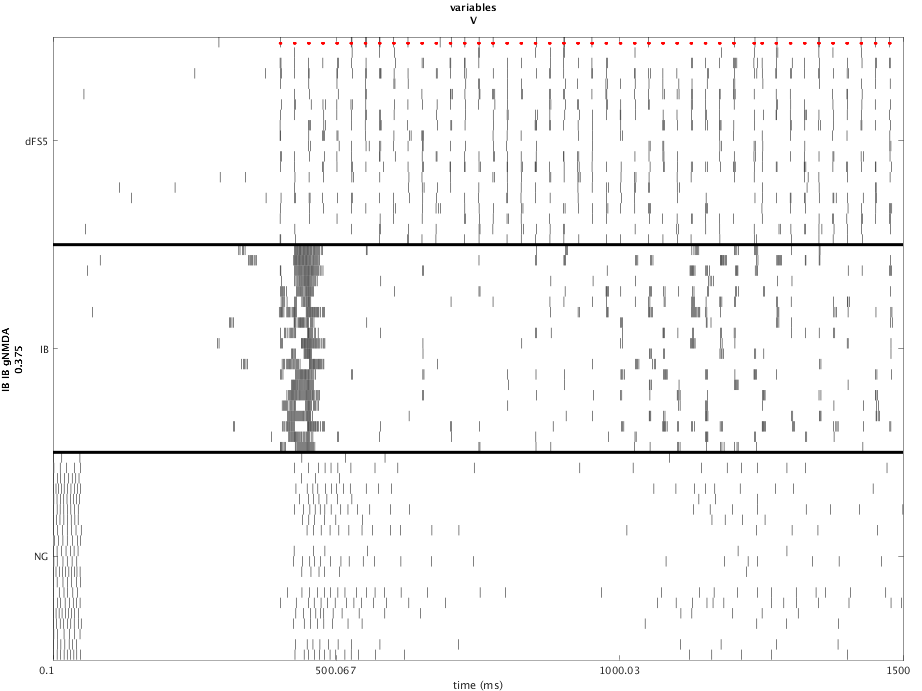 variables
V
dFS5
IB
NG
IB IB gNMDA
0.375
0.1
500.067
1000.03
1500
time (ms)